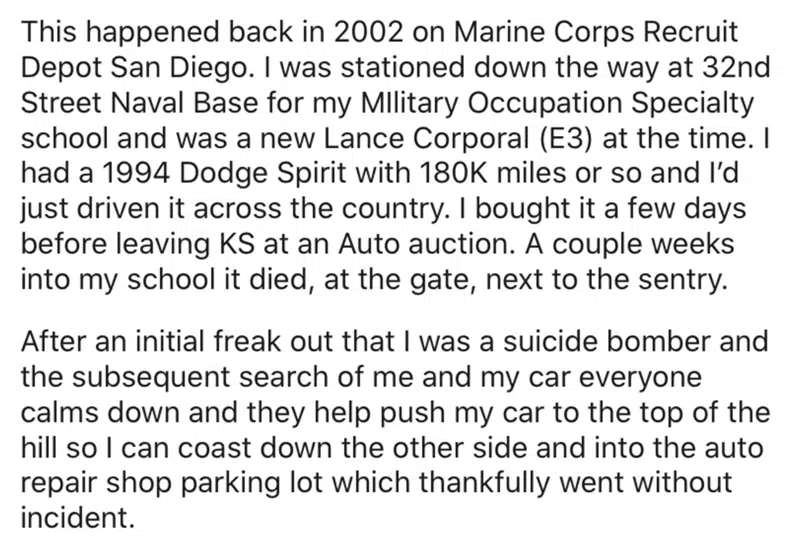 This happened back in 2002 on Marine Corps Recruit
Depot San Diego. I was stationed down the way at 32nd
Street Naval Base for my MIlitary Occupation Specialty
school and was a new Lance Corporal (E3) at the time. I
had a 1994 Dodge Spirit with 180K miles or so and I’d
just driven it across the country. I bought it a few days
before leaving KS at an Auto auction. A couple weeks
into my school it died, at the gate, next to the sentry.
After an initial freak out that I was a suicide bomber and
the subsequent search of me and my car everyone
calms down and they help push my car to the top of the
hill so I can coast down the other side and into the auto
repair shop parking lot which thankfully went without
incident.